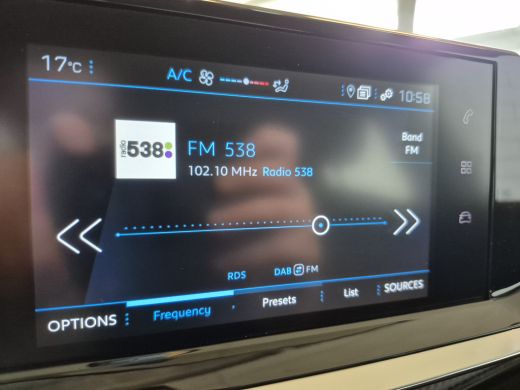 17°C
A/C
10:58
radio
538
FM 538
Band
FM
102.10 MHz Radio 538
RDS
DAB FM
OPTIONS
Frequency
Presets
List
SOURCES